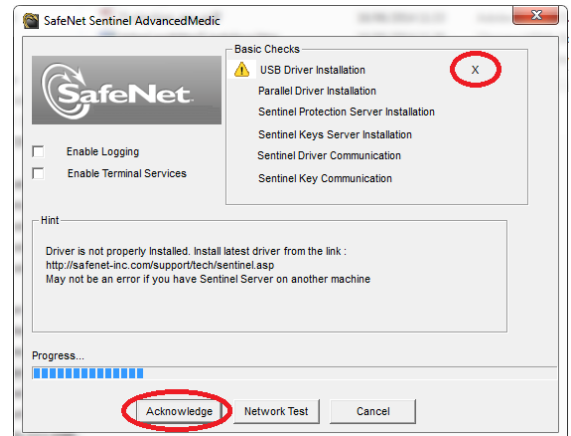 SafeNet Sentinel AdvancedMedic
Basic Checks
USB Driver Installation X
Parallel Driver Installation
Sentinel Protection Server Installation
Sentinel Keys Server Installation
Sentinel Driver Communication
Sentinel Key Communication
SafeNet
Enable Logging
Enable Terminal Services
Hint
Driver is not properly Installed. Install latest driver from the link :
http://safenet-inc.com/support/tech/sentinel.asp
May not be an error if you have Sentinel Server on another machine
Progress...
Acknowledge Network Test Cancel